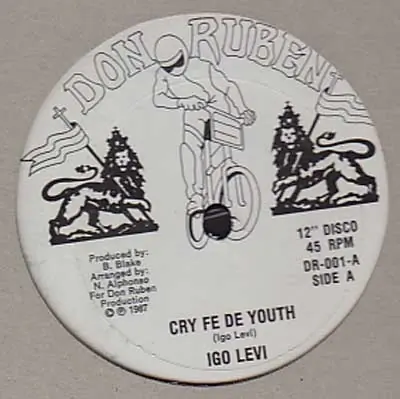 DON RUBEN
12" DISCO
45 RPM
DR-001-A
SIDE A
Produced by:
B. Blake
Arranged by:
N. Alphonso
For Don Ruben
Production
© ℗ 1987
CRY FE DE YOUTH
(Igo Levi)
IGO LEVI